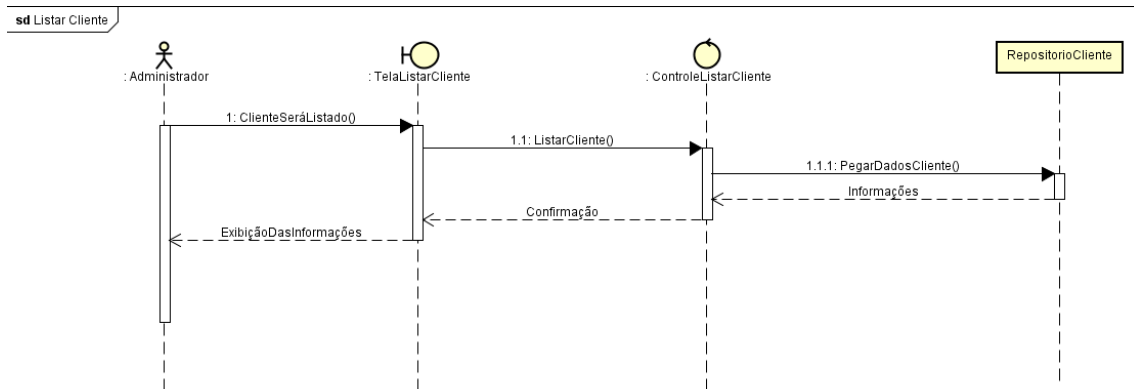 sd Listar Cliente
: Administrador
: TelaListarCliente
: ControleListarCliente
RepositorioCliente
1: ClienteSeráListado()
1.1: ListarCliente()
1.1.1: PegarDadosCliente()
Informações
Confirmação
ExibiçãoDasInformações